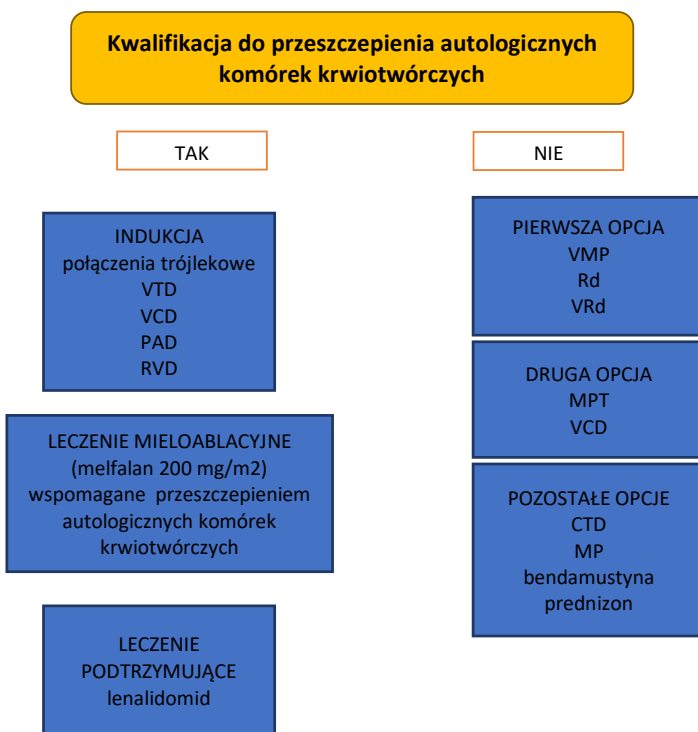 Kwalifikacja do przeszczepienia autologicznych
komórek krwiotwórczych
TAK
INDUKCJA
połączenia trójlekowe
VTD
VCD
PAD
RVD
LECZENIE MIELOABLACYJNE
(melfalan 200 mg/m2)
wspomagane przeszczepieniem
autologicznych komórek
krwiotwórczych
LECZENIE
PODTRZYMUJĄCE
lenalidomid
NIE
PIERWSZA OPCJA
VMP
Rd
VRd
DRUGA OPCJA
MPT
VCD
POZOSTAŁE OPCJE
CTD
MP
bendamustyna
prednizon